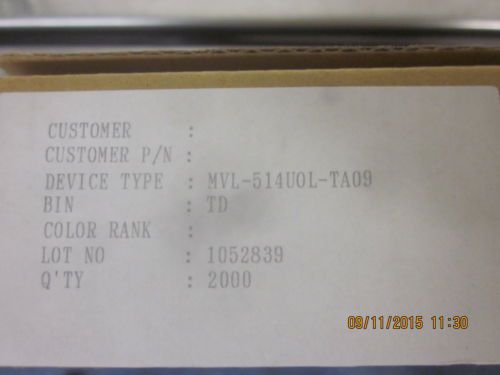 CUSTOMER :
CUSTOMER P/N :
DEVICE TYPE : MVL-514UOL-TA09
BIN : TD
COLOR RANK :
LOT NO : 1052839
Q'TY : 2000
09/11/2015 11:30